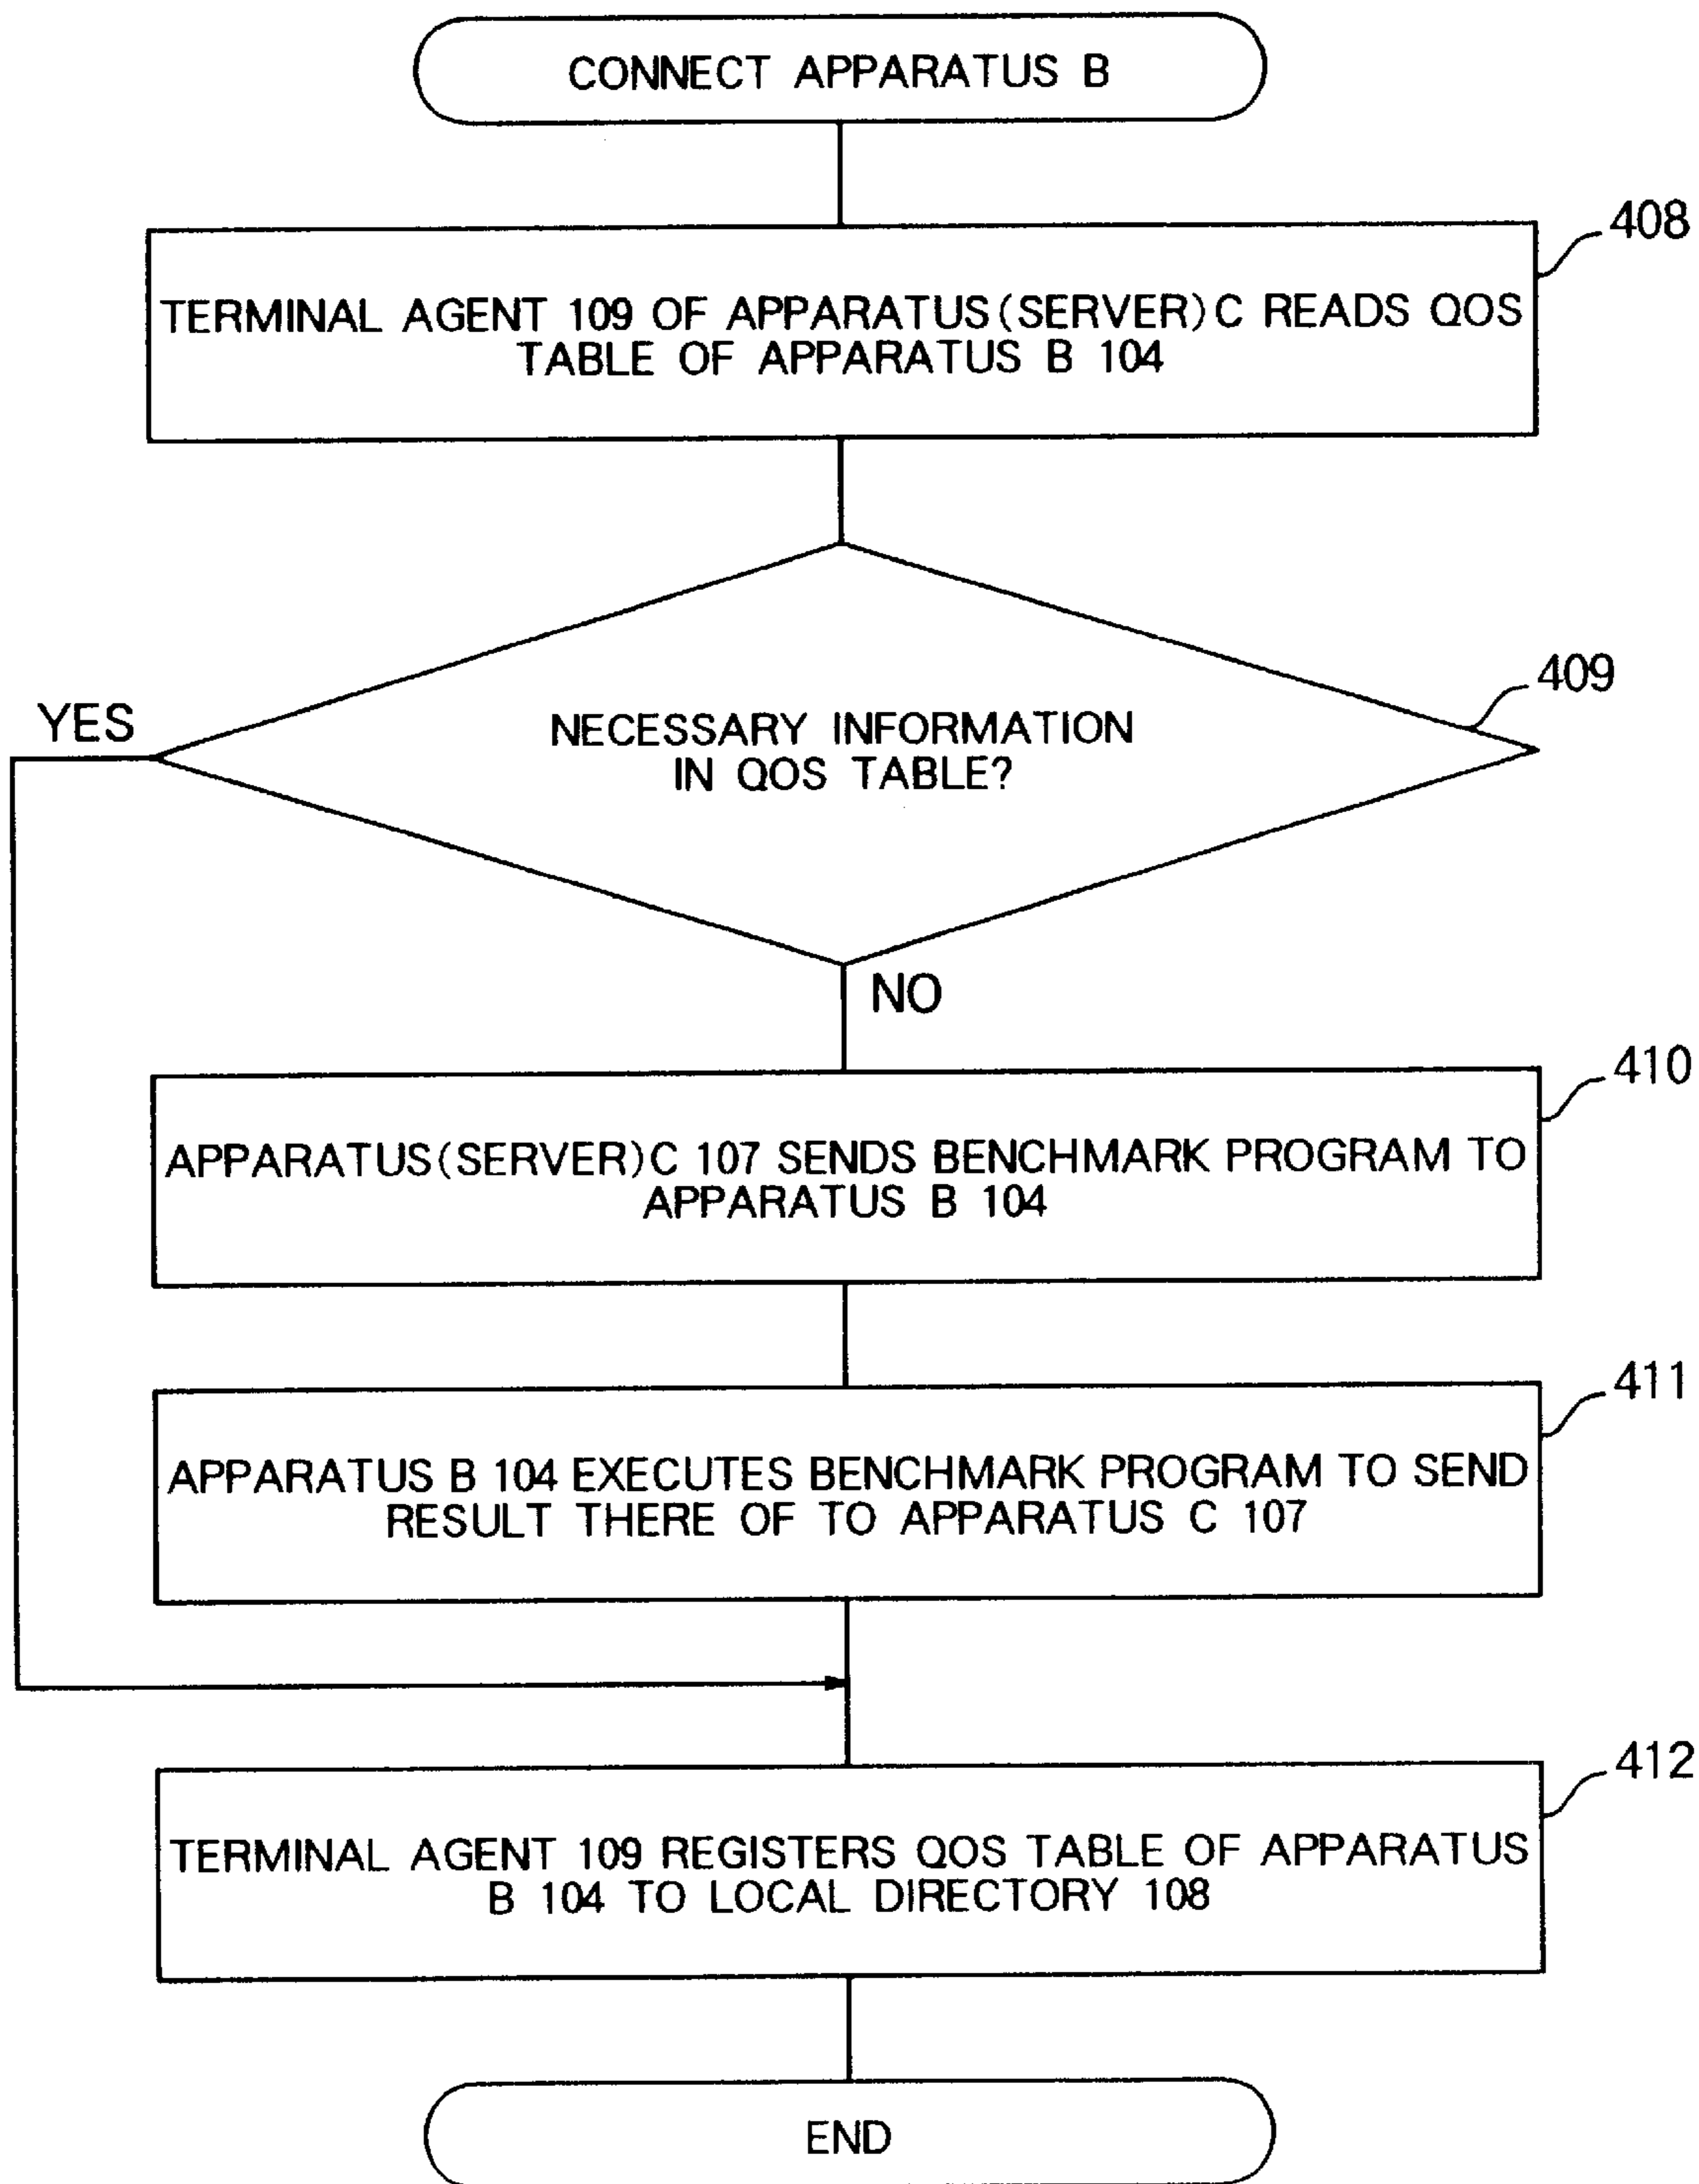 CONNECT APPARATUS B
408
TERMINAL AGENT 109 OF APPARATUS(SERVER)C READS QOS
TABLE OF APPARATUS B 104
409
YES
NECESSARY INFORMATION
IN QOS TABLE?
NO
410
APPARATUS(SERVER)C 107 SENDS BENCHMARK PROGRAM TO
APPARATUS B 104
411
APPARATUS B 104 EXECUTES BENCHMARK PROGRAM TO SEND
RESULT THERE OF TO APPARATUS C 107
412
TERMINAL AGENT 109 REGISTERS QOS TABLE OF APPARATUS
B 104 TO LOCAL DIRECTORY 108
END